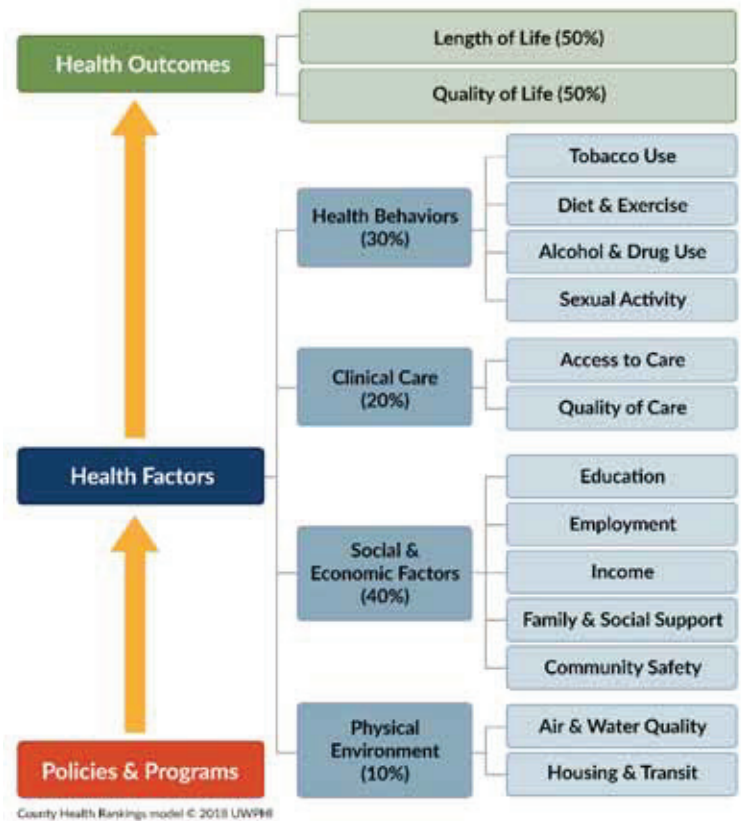 Health Outcomes
Length of Life (50%)
Quality of Life (50%)
Health Behaviors
(30%)
Tobacco Use
Diet & Exercise
Alcohol & Drug Use
Sexual Activity
Clinical Care
(20%)
Access to Care
Quality of Care
Health Factors
Social &
Economic Factors
(40%)
Education
Employment
Income
Family & Social Support
Community Safety
Physical
Environment
(10%)
Air & Water Quality
Housing & Transit
Policies & Programs
County Health Rankings model © 2018 UWPHI